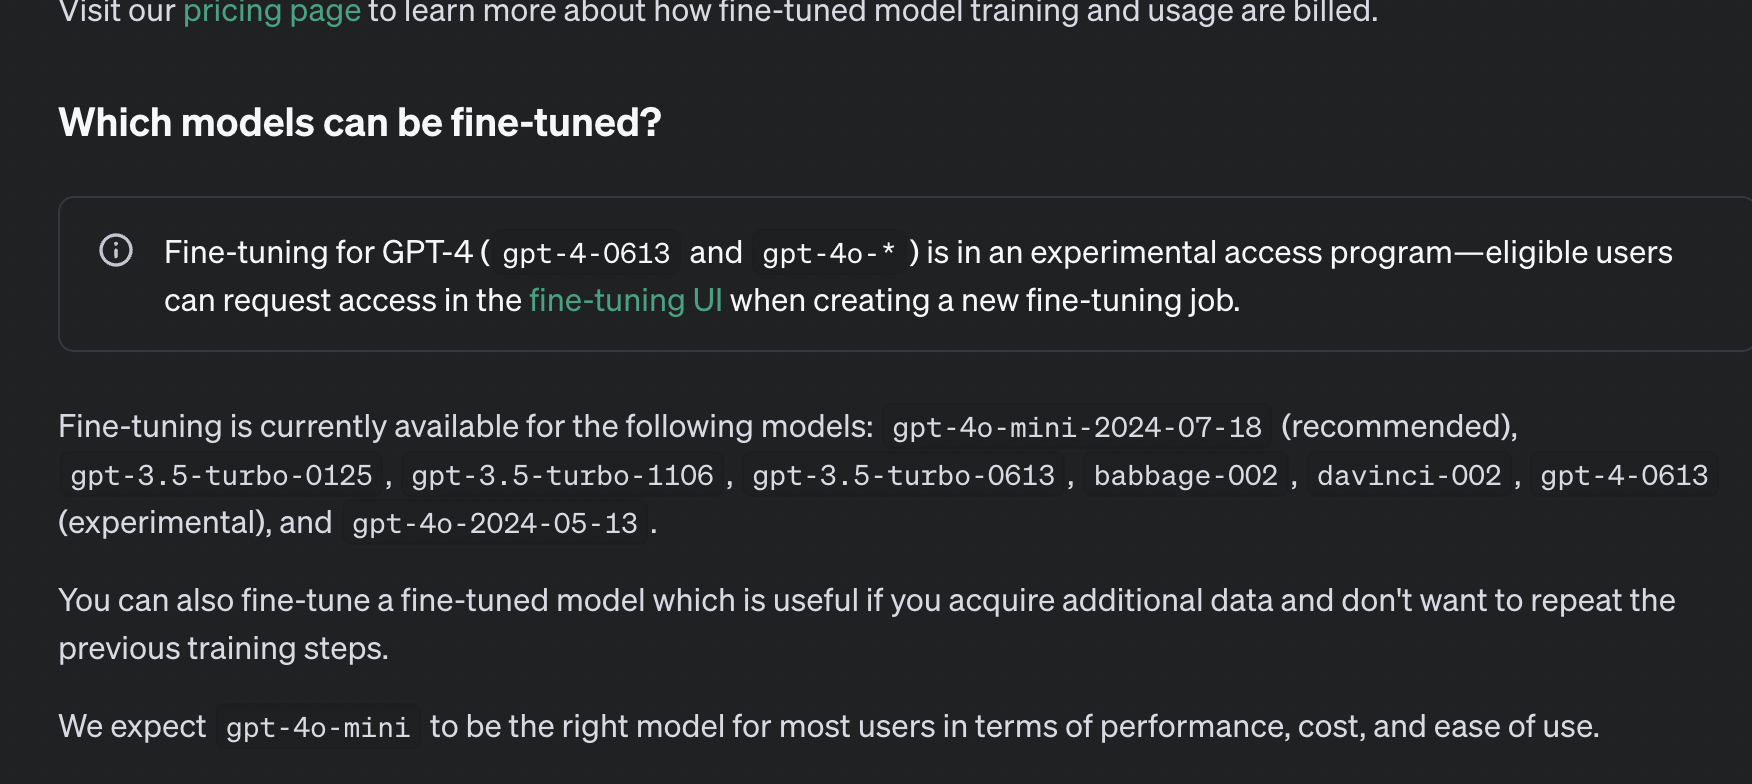 Visit our pricing page to learn more about how fine-tuned model training and usage are billed.
Which models can be fine-tuned?
Fine-tuning for GPT-4 ( gpt-4-0613 and gpt-4o-* ) is in an experimental access program—eligible users
can request access in the fine-tuning UI when creating a new fine-tuning job.
Fine-tuning is currently available for the following models: gpt-4o-mini-2024-07-18 (recommended),
gpt-3.5-turbo-0125 , gpt-3.5-turbo-1106 , gpt-3.5-turbo-0613 , babbage-002 , davinci-002 , gpt-4-0613
(experimental), and gpt-4o-2024-05-13 .
You can also fine-tune a fine-tuned model which is useful if you acquire additional data and don't want to repeat the
previous training steps.
We expect gpt-4o-mini to be the right model for most users in terms of performance, cost, and ease of use.